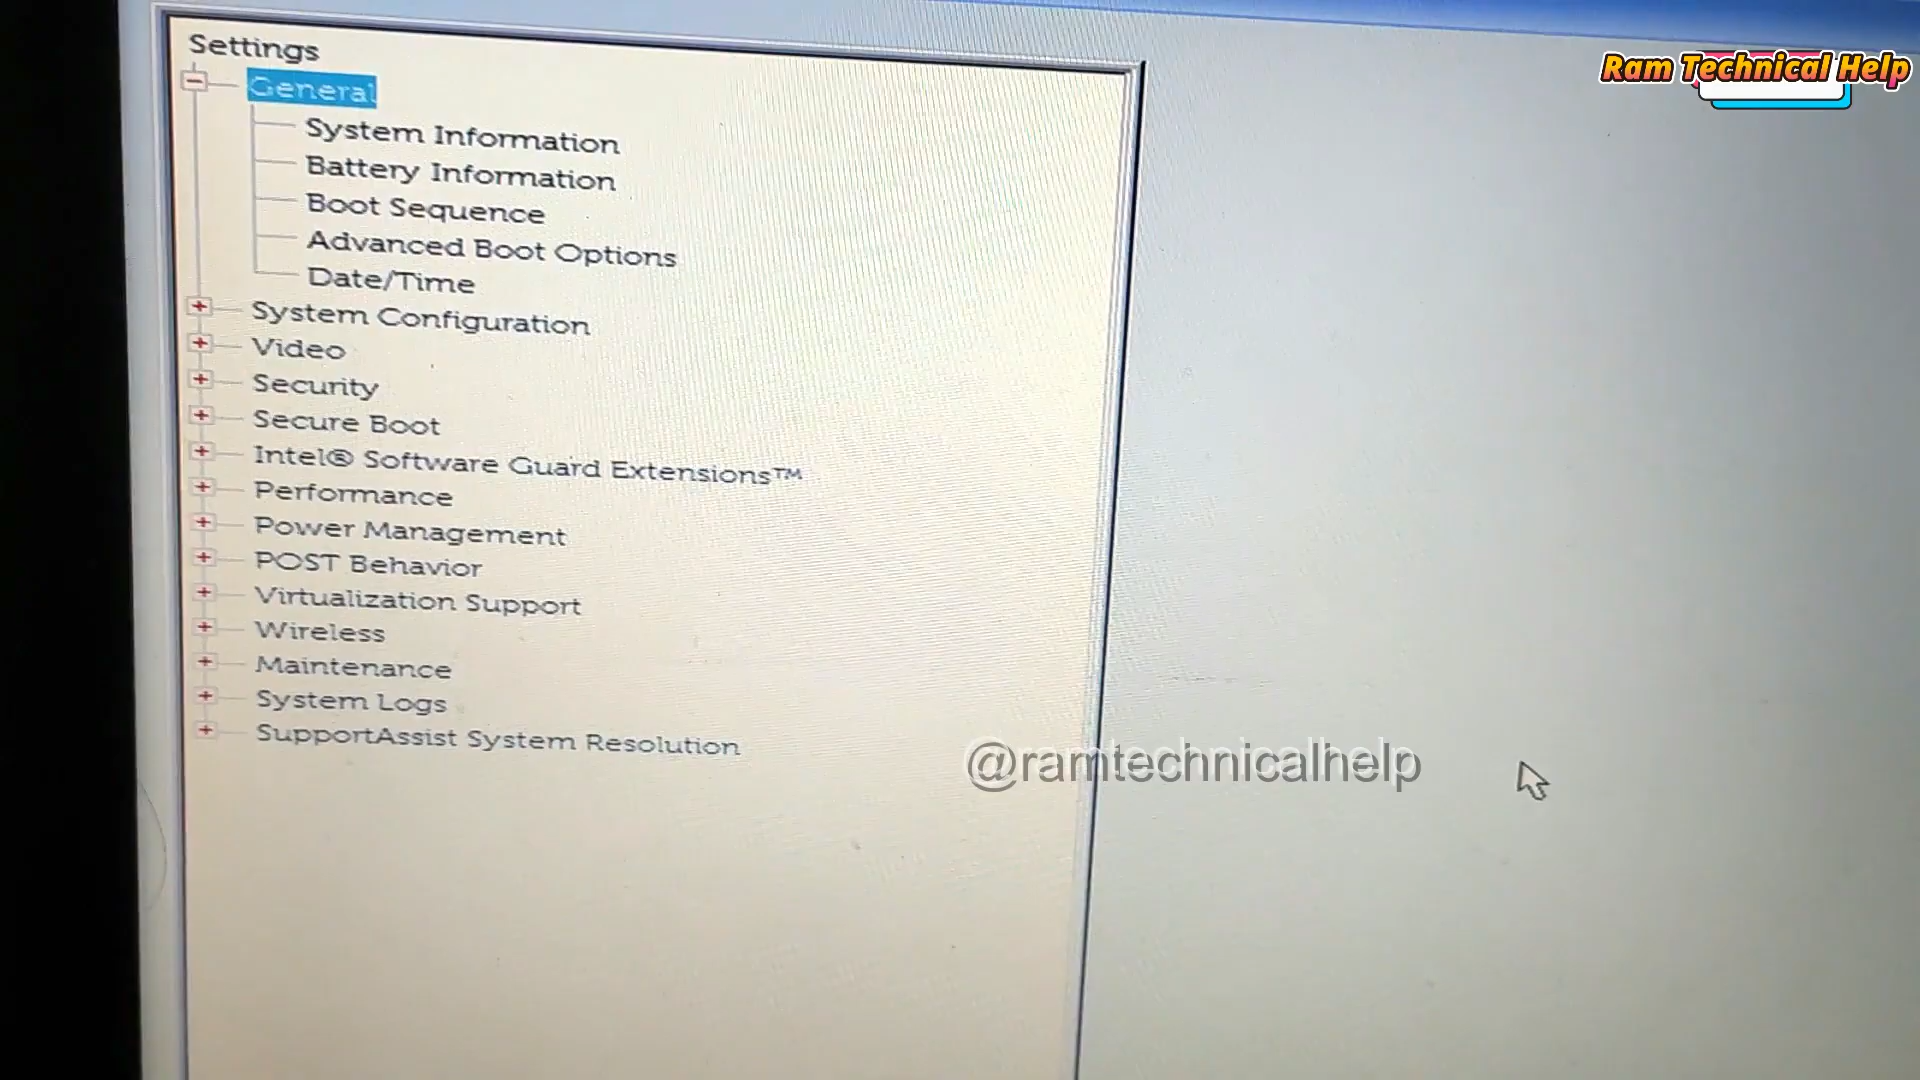 Settings
General
System Information
Battery Information
Boot Sequence
Advanced Boot Options
Date/Time
System Configuration
Video
Security
Secure Boot
Intel® Software Guard Extensions™
Performance
Power Management
POST Behavior
Virtualization Support
Wireless
Maintenance
System Logs
SupportAssist System Resolution
Ram Technical Help
@ramtechnicalhelp